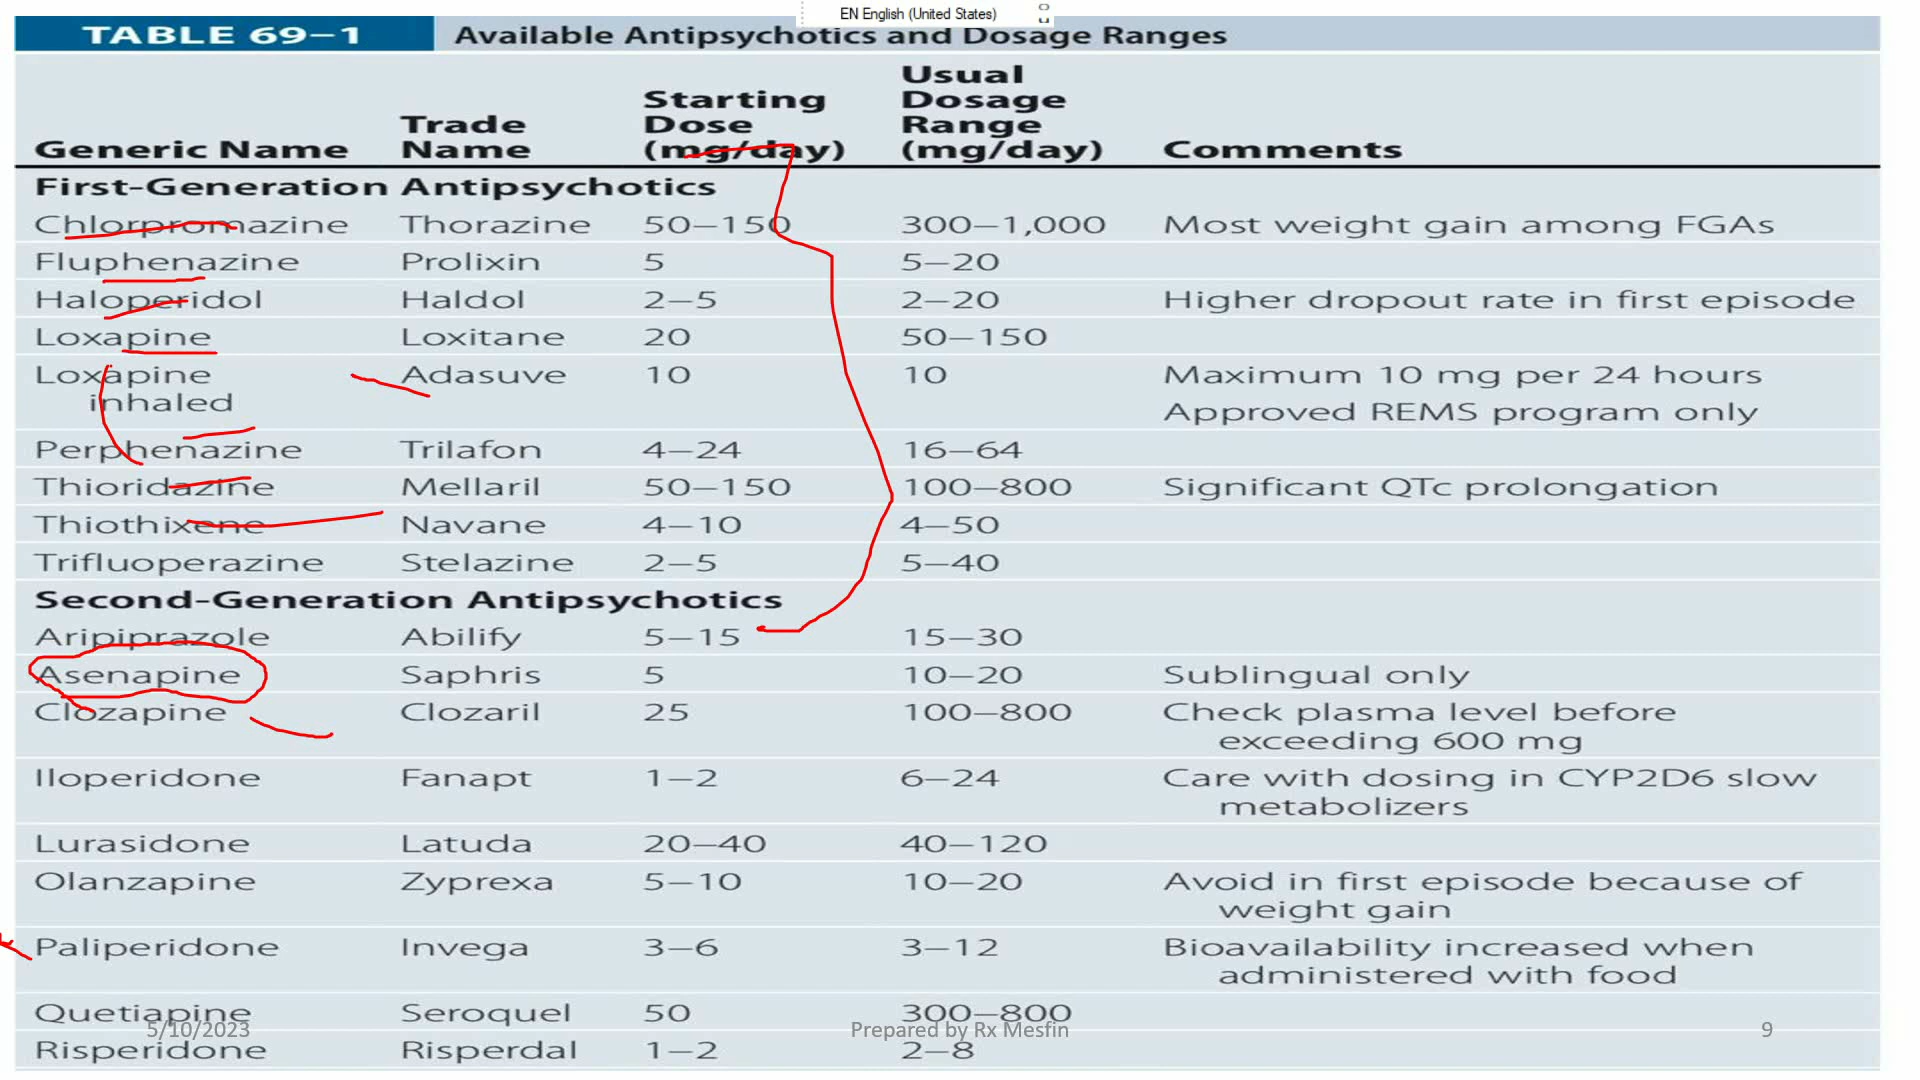 EN English (United States)
TABLE 69–1 Available Antipsychotics and Dosage Ranges
Generic Name Trade Name Starting Dose (mg/day) Usual Dosage Range (mg/day) Comments
First-Generation Antipsychotics
Chlorpromazine Thorazine 50–150 300–1,000 Most weight gain among FGAs
Fluphenazine Prolixin 5 5–20
Haloperidol Haldol 2–5 2–20 Higher dropout rate in first episode
Loxapine Loxitane 20 50–150
Loxapine Adasuve 10 10 Maximum 10 mg per 24 hours
inhaled Approved REMS program only
Perphenazine Trilafon 4–24 16–64
Thioridazine Mellaril 50–150 100–800 Significant QTc prolongation
Thiothixene Navane 4–10 4–50
Trifluoperazine Stelazine 2–5 5–40
Second-Generation Antipsychotics
Aripiprazole Abilify 5–15 15–30
Asenapine Saphris 5 10–20 Sublingual only
Clozapine Clozaril 25 100–800 Check plasma level before
exceeding 600 mg
Iloperidone Fanapt 1–2 6–24 Care with dosing in CYP2D6 slow
metabolizers
Lurasidone Latuda 20–40 40–120
Olanzapine Zyprexa 5–10 10–20 Avoid in first episode because of
weight gain
Paliperidone Invega 3–6 3–12 Bioavailability increased when
administered with food
Quetiapine Seroquel 50 300–800
5/10/2023 Prepared by Rx Mesfin 9
Risperidone Risperdal 1–2 2–8